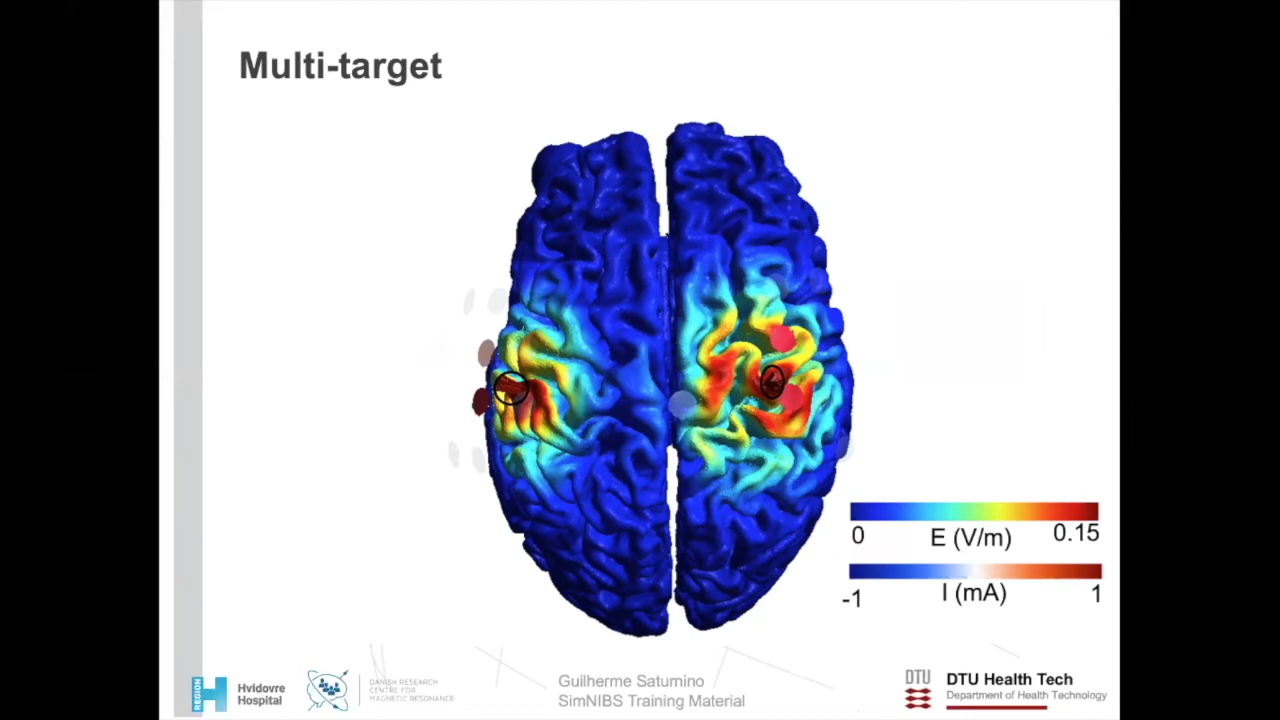 Multi-target
0
E (V/m)
0.15
-1
I (mA)
1
REGION
Hvidovre
Hospital
DANISH RESEARCH
CENTRE FOR
MAGNETIC RESONANCE
Guilherme Saturnino
SimNIBS Training Material
DTU
DTU Health Tech
Department of Health Technology